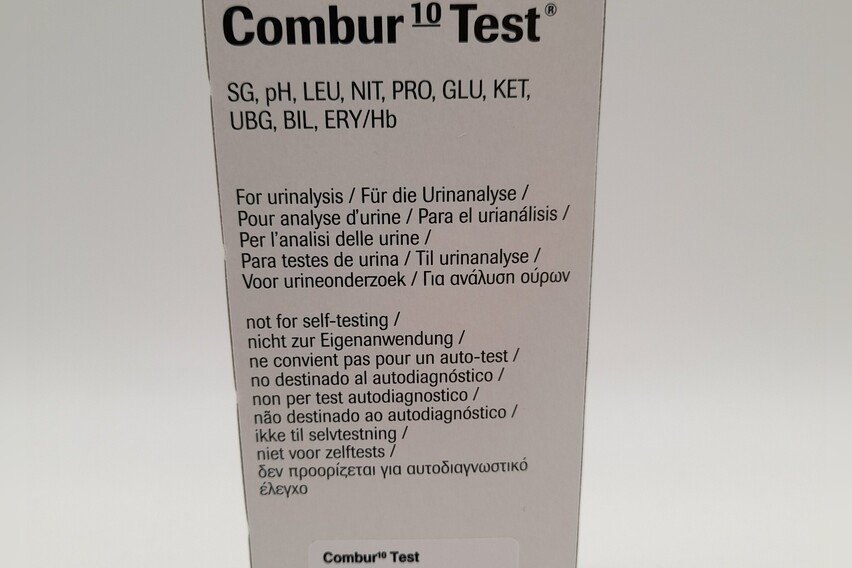 Combur¹⁰ Test®
SG, pH, LEU, NIT, PRO, GLU, KET,
UBG, BIL, ERY/Hb
For urinalysis / Für die Urinanalyse /
Pour analyse d'urine / Para el urianálisis /
Per l'analisi delle urine /
Para testes de urina / Til urinanalyse /
Voor urineonderzoek / Για ανάλυση ούρων
not for self-testing /
nicht zur Eigenanwendung /
ne convient pas pour un auto-test /
no destinado al autodiagnóstico /
non per test autodiagnostico /
não destinado ao autodiagnóstico /
ikke til selvtestning /
niet voor zelftests /
δεν προορίζεται για αυτοδιαγνωστικό
έλεγχο
Combur¹⁰ Test